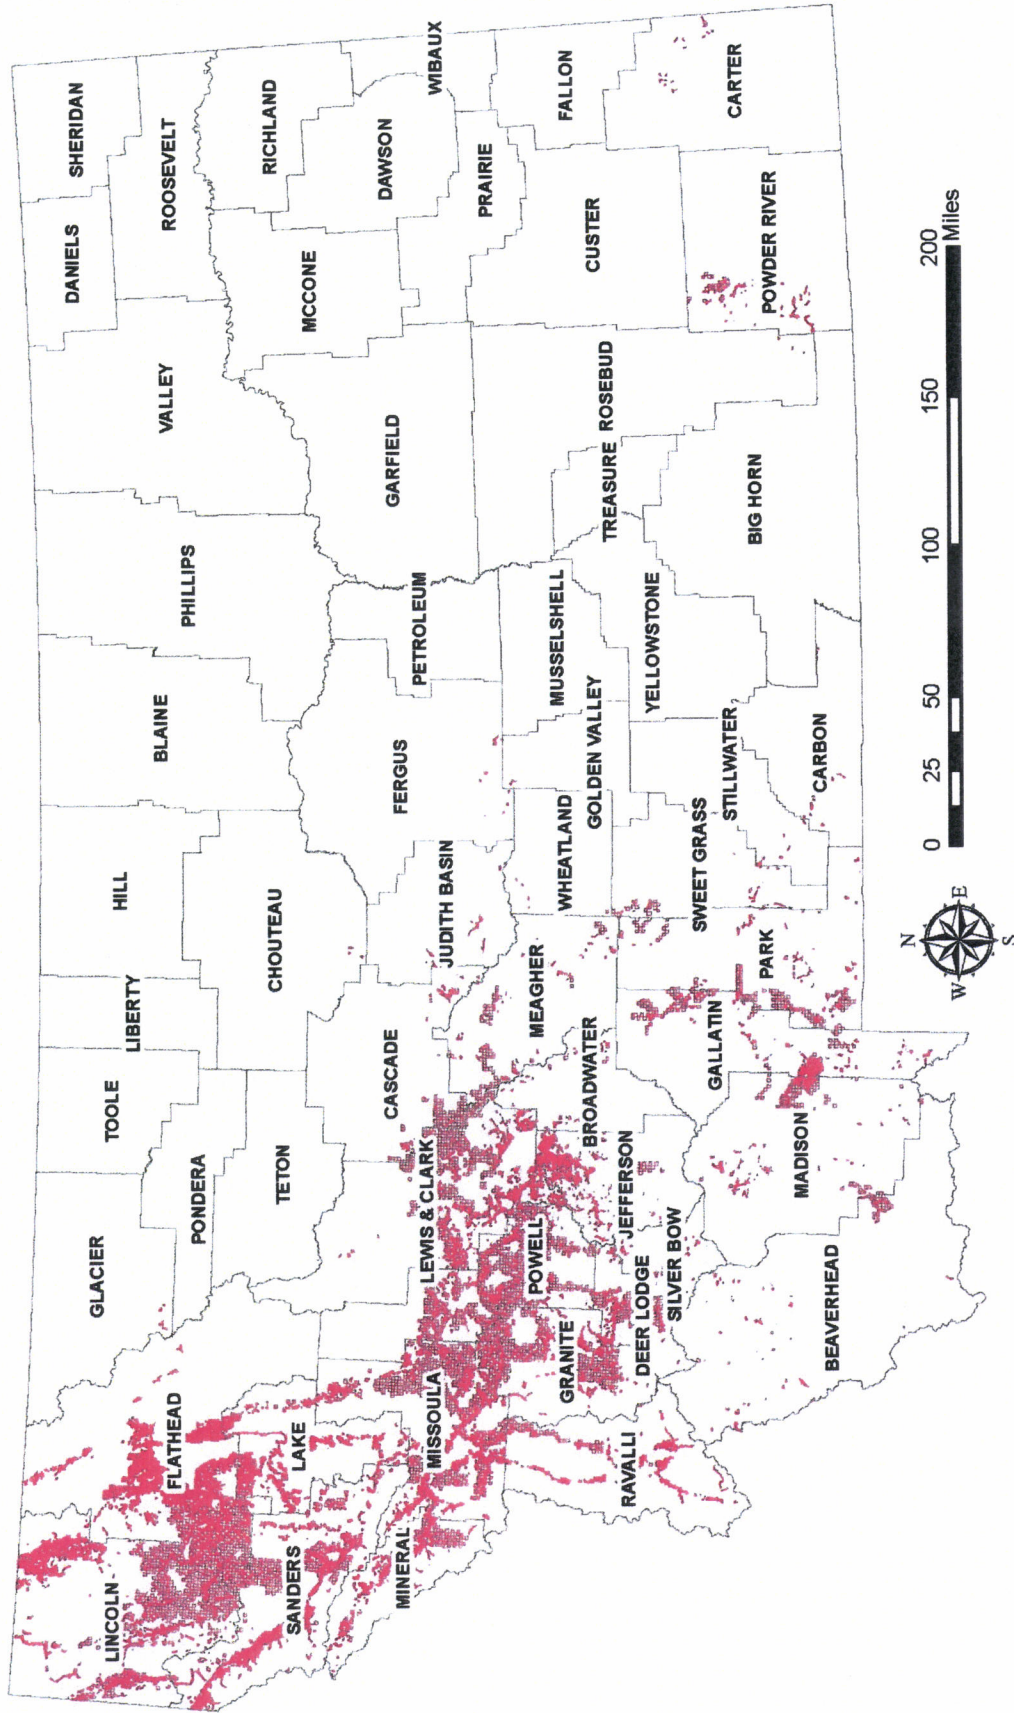 LINCOLN
FLATHEAD
GLACIER
TOOLE
LIBERTY
HILL
BLAINE
PHILLIPS
VALLEY
DANIELS
SHERIDAN
ROOSEVELT
PONDERA
SANDERS
LAKE
TETON
CHOUTEAU
MCCONE
RICHLAND
MINERAL
MISSOULA
LEWIS & CLARK
CASCADE
JUDITH BASIN
FERGUS
PETROLEUM
GARFIELD
DAWSON
WIBAUX
PRAIRIE
POWELL
GRANITE
MEAGHER
WHEATLAND
MUSSELSHELL
GOLDEN VALLEY
TREASURE
ROSEBUD
CUSTER
FALLON
RAVALLI
DEER LODGE
JEFFERSON
BROADWATER
SILVER BOW
GALLATIN
SWEET GRASS
STILLWATER
YELLOWSTONE
BIG HORN
POWDER RIVER
CARTER
BEAVERHEAD
MADISON
PARK
CARBON
N
W
E
S
0 25 50 100 150 200
Miles